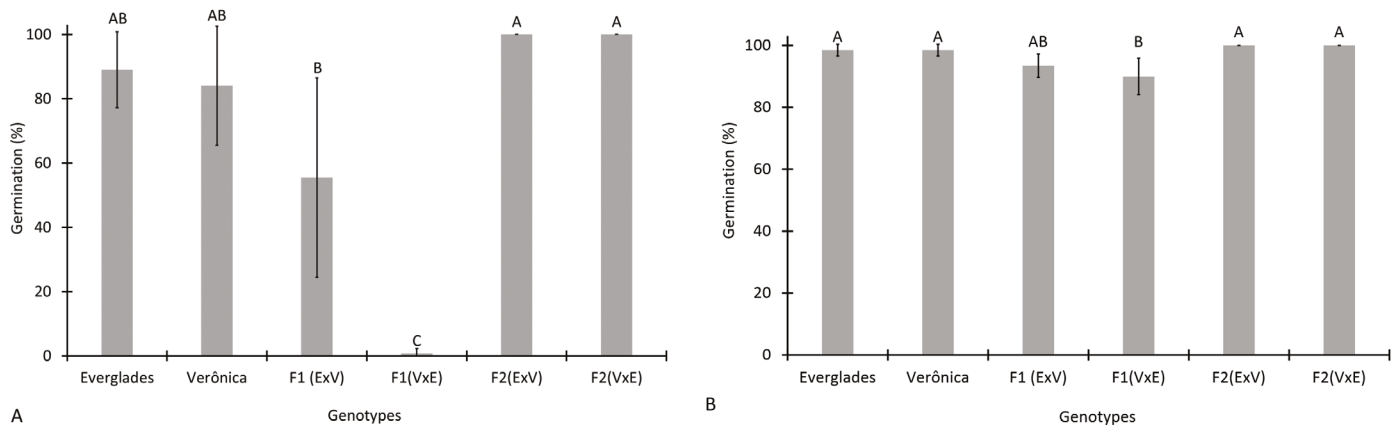 AB
AB
B
C
A
A
100
80
60
40
20
0
Germination (%)
Everglades
Verônica
F1 (ExV)
F1(VxE)
F2(ExV)
F2(VxE)
Genotypes
A
A
A
AB
B
A
A
100
80
60
40
20
0
Germination (%)
Everglades
Verônica
F1 (ExV)
F1(VxE)
F2(ExV)
F2(VxE)
Genotypes
B